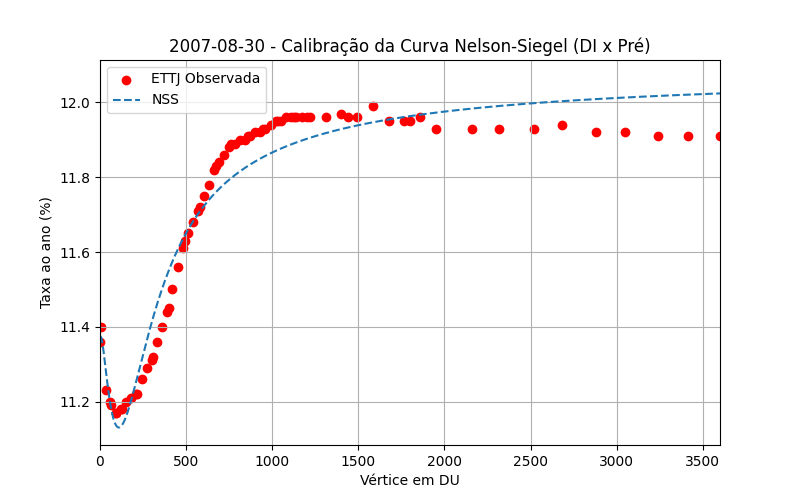 2007-08-30 - Calibração da Curva Nelson-Siegel (DI x Pré)
ETTJ Observada
NSS
12.0
11.8
11.6
11.4
11.2
Taxa ao ano (%)
0 500 1000 1500 2000 2500 3000 3500
Vértice em DU